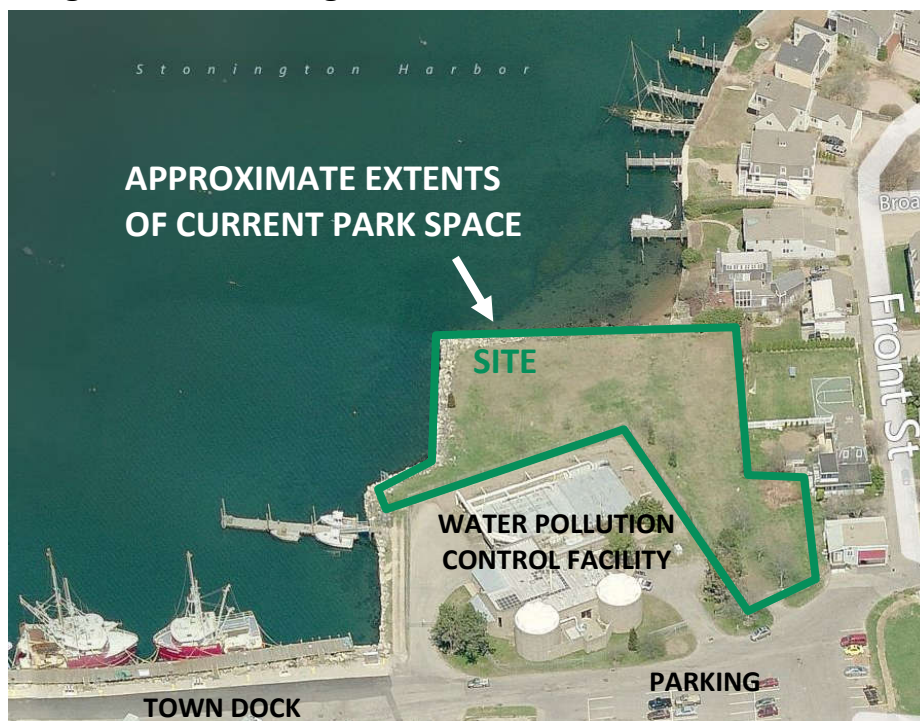 Stonington Harbor
APPROXIMATE EXTENTS
OF CURRENT PARK SPACE
SITE
Front St
WATER POLLUTION
CONTROL FACILITY
PARKING
TOWN DOCK